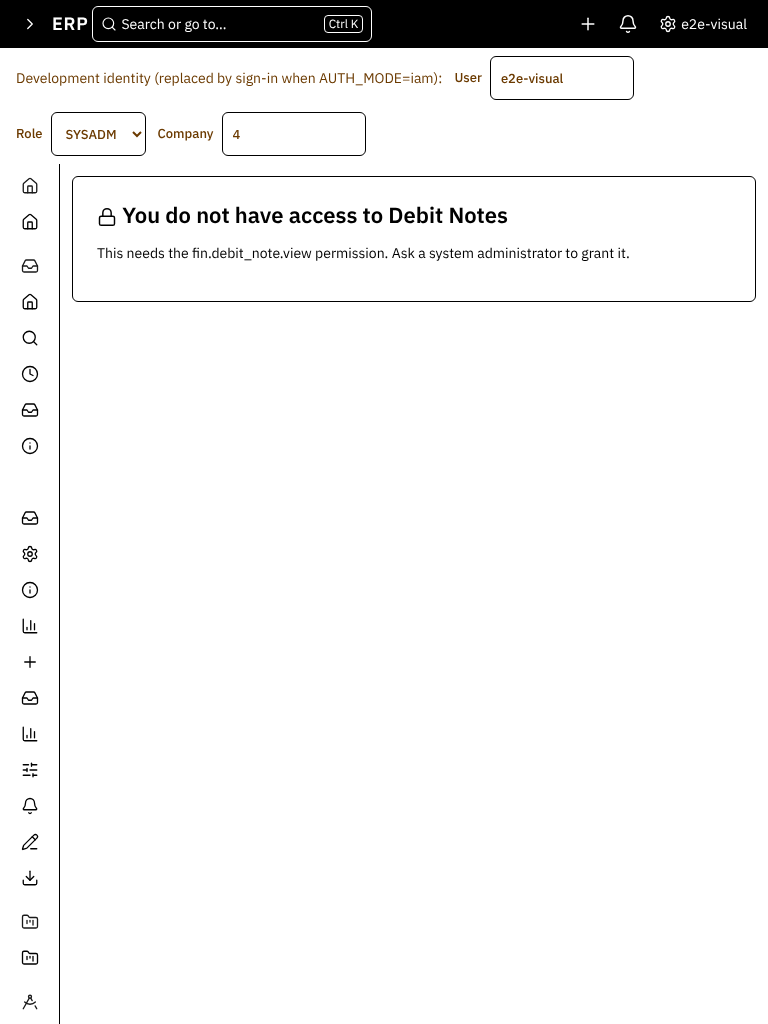 ERP Search or go to... Ctrl K e2e-visual
Development identity (replaced by sign-in when AUTH_MODE=iam): User e2e-visual
Role SYSADM Company 4
You do not have access to Debit Notes
This needs the fin.debit_note.view permission. Ask a system administrator to grant it.